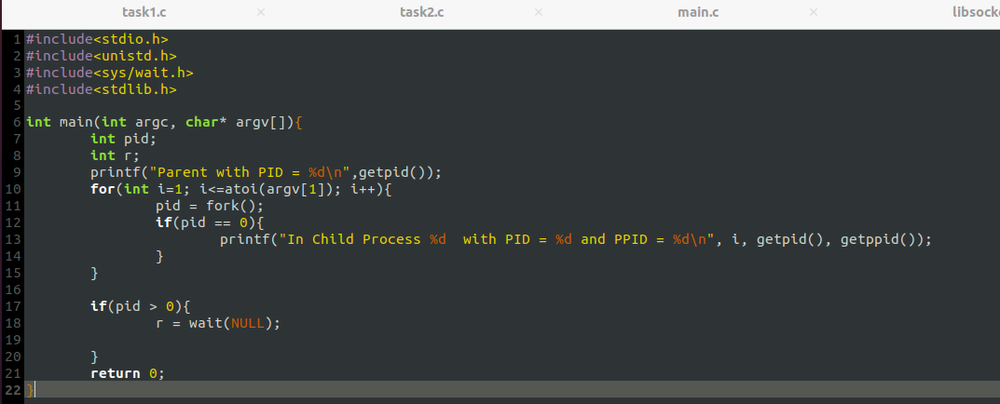 task1.c × task2.c × main.c × libsock
1 #include<stdio.h>
2 #include<unistd.h>
3 #include<sys/wait.h>
4 #include<stdlib.h>
5
6 int main(int argc, char* argv[]){
7         int pid;
8         int r;
9         printf("Parent with PID = %d\n",getpid());
10         for(int i=1; i<=atoi(argv[1]); i++){
11                 pid = fork();
12                 if(pid == 0){
13                         printf("In Child Process %d  with PID = %d and PPID = %d\n", i, getpid(), getppid());
14                 }
15         }
16
17         if(pid > 0){
18                 r = wait(NULL);
19
20         }
21         return 0;
22 }